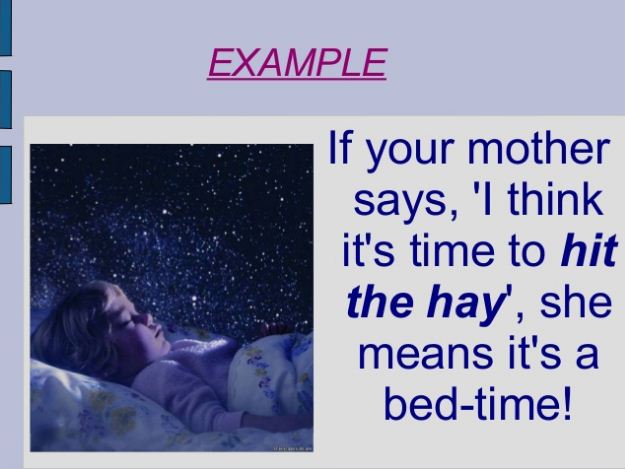 EXAMPLE
If your mother
says, 'I think
it's time to hit
the hay', she
means it's a
bed-time!